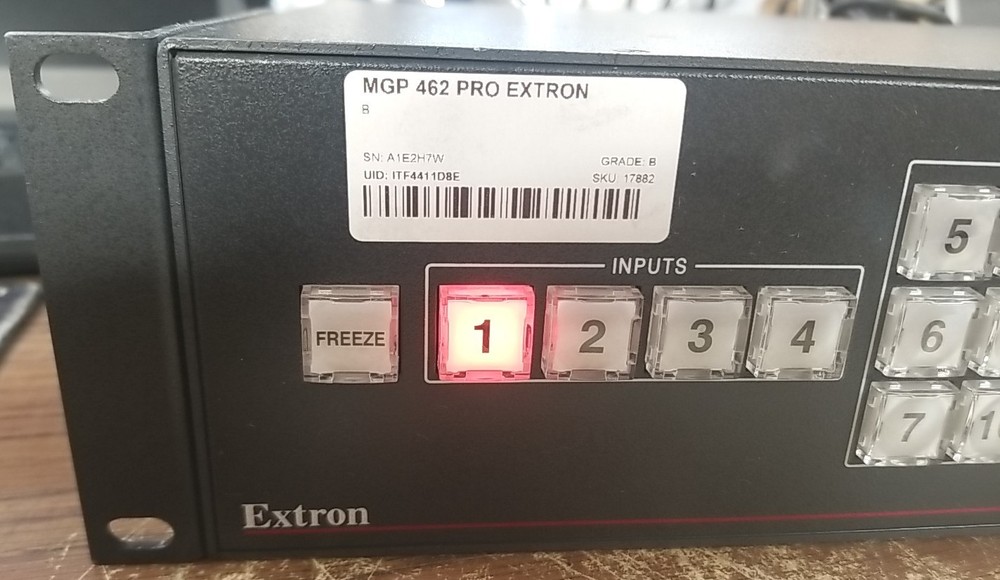 MGP 462 PRO EXTRON
B
SN: A1E2H7W
GRADE: B
UID: ITF4411D8E
SKU: 17882
INPUTS
FREEZE
1
2
3
4
5
6
7
Extron